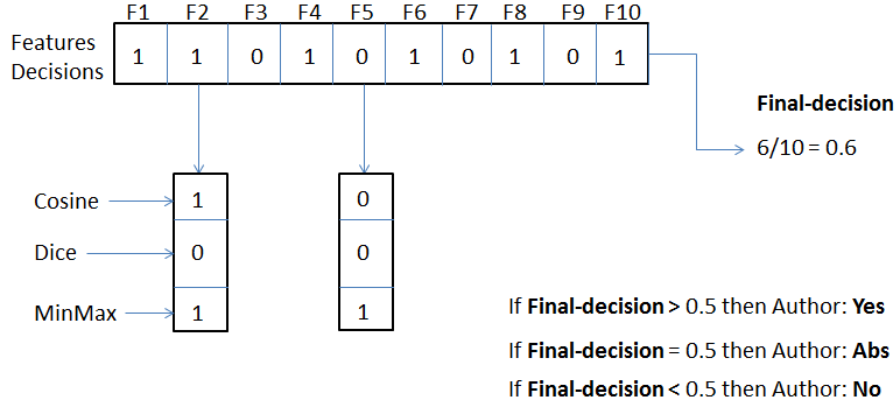 F1 F2 F3 F4 F5 F6 F7 F8 F9 F10
Features
Decisions
1 1 0 1 0 1 0 1 0 1
Final-decision
6/10 = 0.6
Cosine 1 0
Dice 0 0
MinMax 1 1
If Final-decision > 0.5 then Author: Yes
If Final-decision = 0.5 then Author: Abs
If Final-decision < 0.5 then Author: No